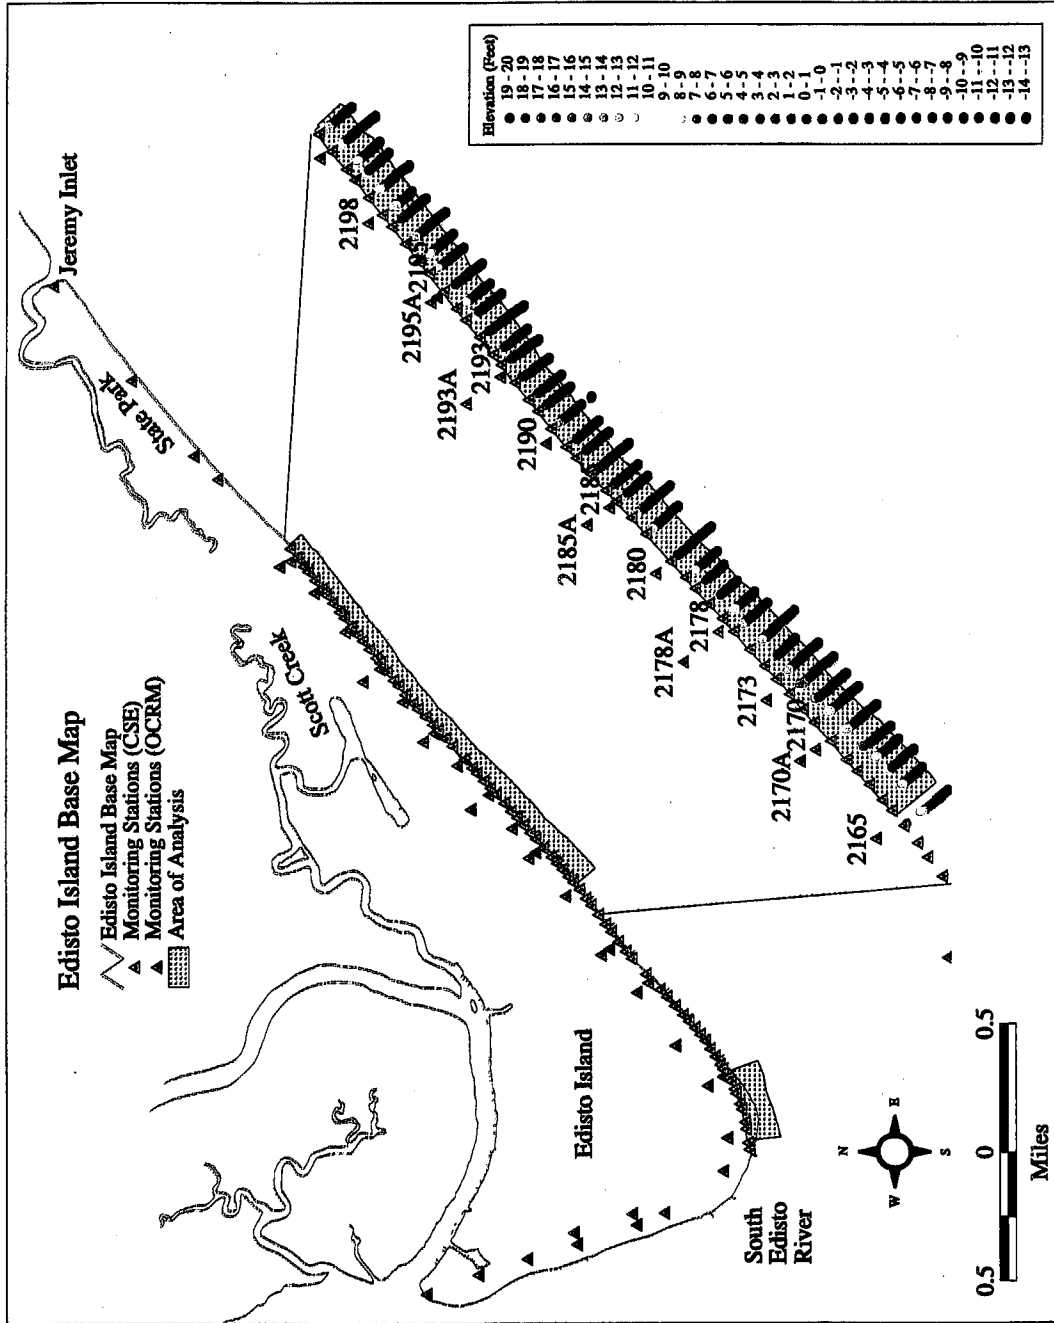 Edisto Island Base Map
Edisto Island Base Map
Monitoring Stations (CSE)
Monitoring Stations (OCRM)
Area of Analysis
Jeremy Inlet
State Park
Scott Creek
Edisto Island
South
Edisto
River
N
W
E
S
0.5
0
0.5
Miles
2198
2195A
2193A
2193
2190
2185A
2180
2178A
2178
2173
2170A
2170
2165
Elevation (Feet)
19 - 20
18 - 19
17 - 18
16 - 17
15 - 16
14 - 15
13 - 14
12 - 13
11 - 12
10 - 11
9 - 10
8 - 9
7 - 8
6 - 7
5 - 6
4 - 5
3 - 4
2 - 3
1 - 2
0 - 1
-1 - 0
-2 - -1
-3 - -2
-4 - -3
-5 - -4
-6 - -5
-7 - -6
-8 - -7
-9 - -8
-10 - -9
-11 - -10
-12 - -11
-13 - -12
-14 - -13